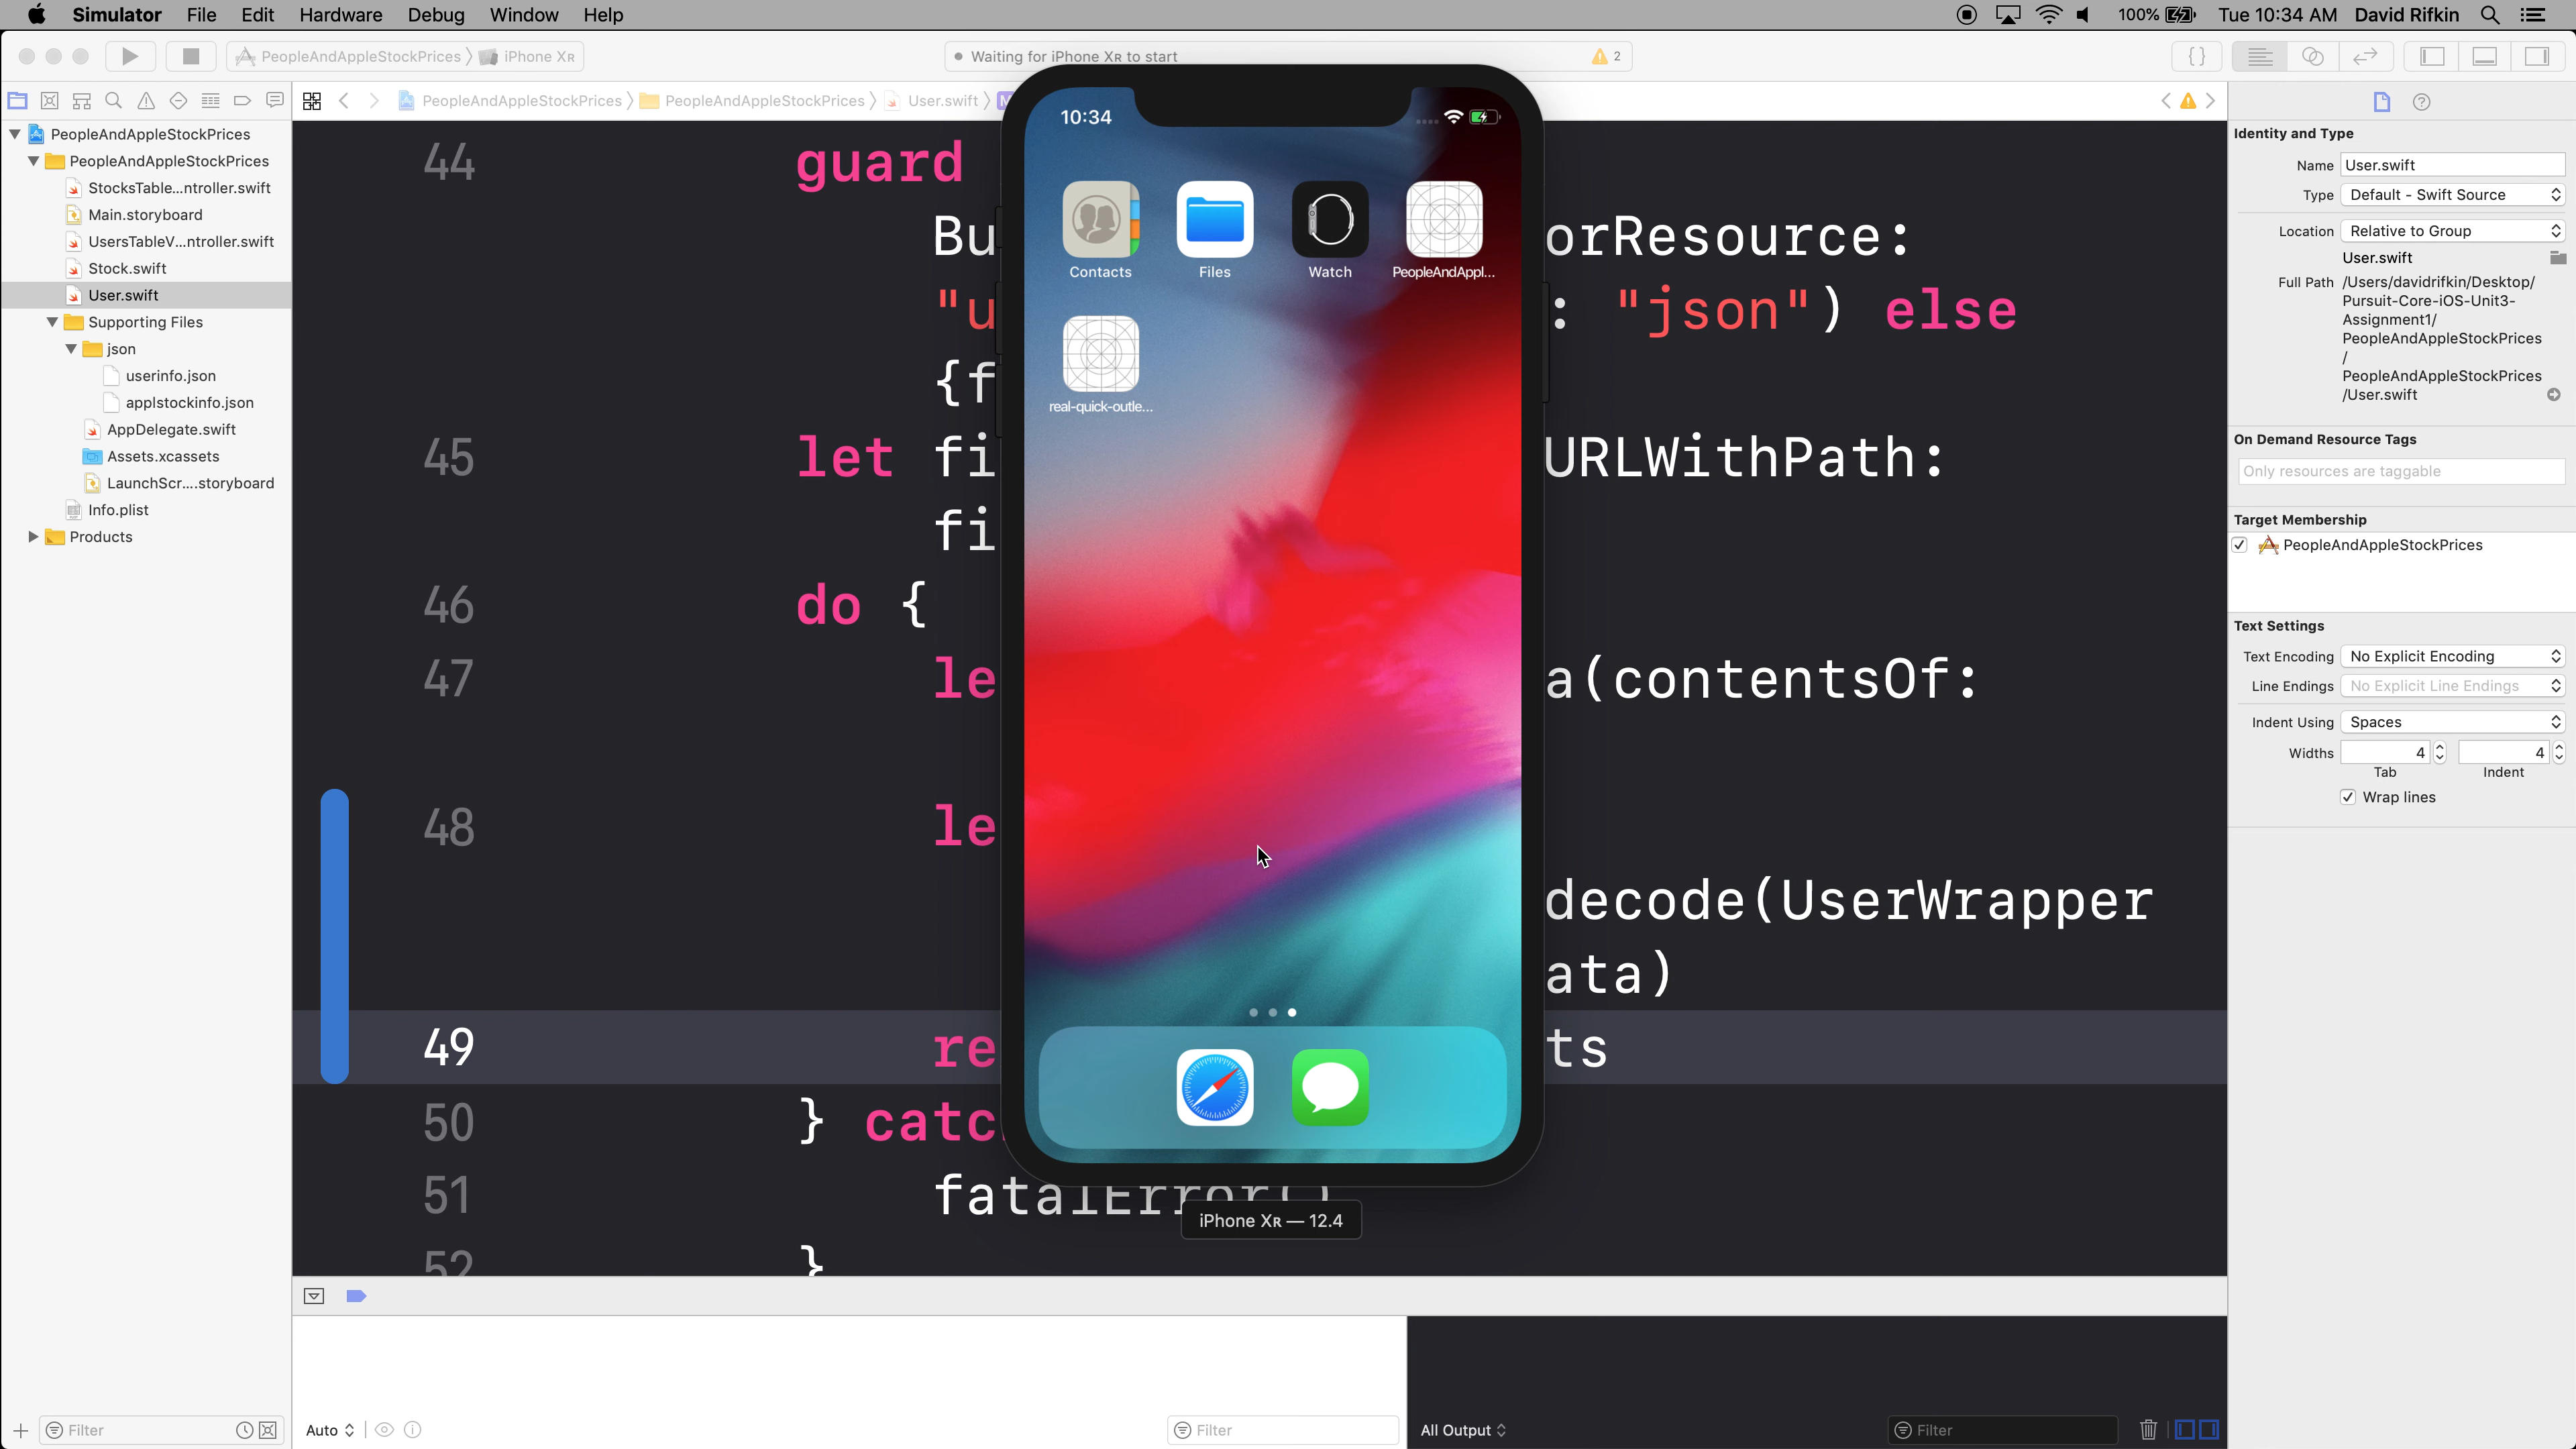 Simulator File Edit Hardware Debug Window Help 100% Tue 10:34 AM David Rifkin
PeopleAndAppleStockPrices iPhone Xʀ Waiting for iPhone Xʀ to start 2
PeopleAndAppleStockPrices PeopleAndAppleStockPrices User.swift M
PeopleAndAppleStockPrices
PeopleAndAppleStockPrices
StocksTable...ntroller.swift
Main.storyboard
UsersTableV...ntroller.swift
Stock.swift
User.swift
Supporting Files
json
userinfo.json
applstockinfo.json
AppDelegate.swift
Assets.xcassets
LaunchScr....storyboard
Info.plist
Products
Filter
44 guard
Bu orResource:
"u : "json") else
{f
45 let fi URLWithPath:
fi
46 do {
47 le a(contentsOf:
48 le
decode(UserWrapper
ata)
49 re ts
50 } catc
51 fatalError()
52 }
10:34
Contacts Files Watch PeopleAndAppl...
real-quick-outle...
iPhone Xʀ — 12.4
Auto Filter
All Output Filter
Identity and Type
Name User.swift
Type Default - Swift Source
Location Relative to Group
User.swift
Full Path /Users/davidrifkin/Desktop/
Pursuit-Core-iOS-Unit3-
Assignment1/
PeopleAndAppleStockPrices
/
PeopleAndAppleStockPrices
/User.swift
On Demand Resource Tags
Only resources are taggable
Target Membership
PeopleAndAppleStockPrices
Text Settings
Text Encoding No Explicit Encoding
Line Endings No Explicit Line Endings
Indent Using Spaces
Widths 4 4
Tab Indent
Wrap lines